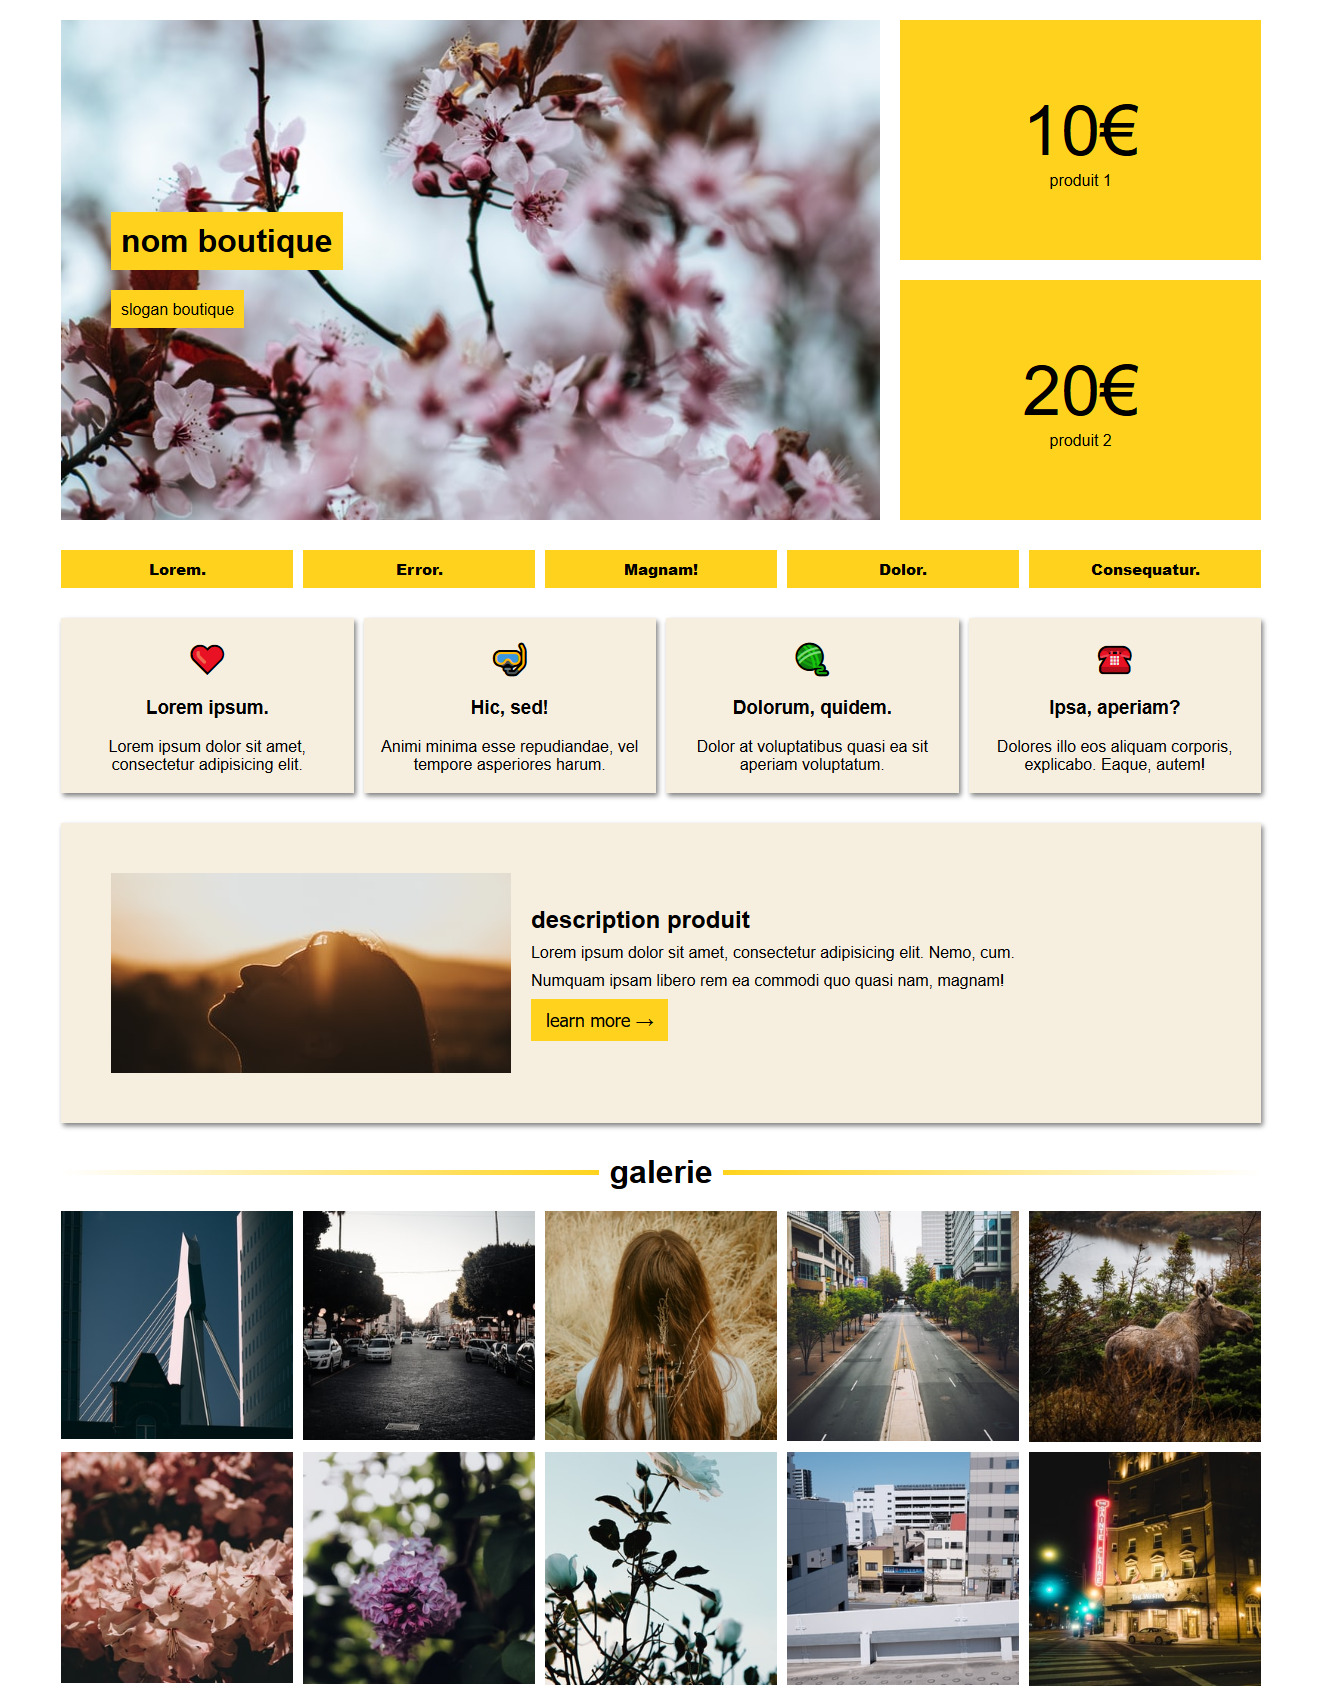 nom boutique
slogan boutique
10€
produit 1
20€
produit 2
Lorem.
Error.
Magnam!
Dolor.
Consequatur.
Lorem ipsum.
Lorem ipsum dolor sit amet,
consectetur adipisicing elit.
Hic, sed!
Animi minima esse repudiandae, vel
tempore asperiores harum.
Dolorum, quidem.
Dolor at voluptatibus quasi ea sit
aperiam voluptatum.
Ipsa, aperiam?
Dolores illo eos aliquam corporis,
explicabo. Eaque, autem!
description produit
Lorem ipsum dolor sit amet, consectetur adipisicing elit. Nemo, cum.
Numquam ipsam libero rem ea commodi quo quasi nam, magnam!
learn more →
galerie
SAINTE CLAIRE